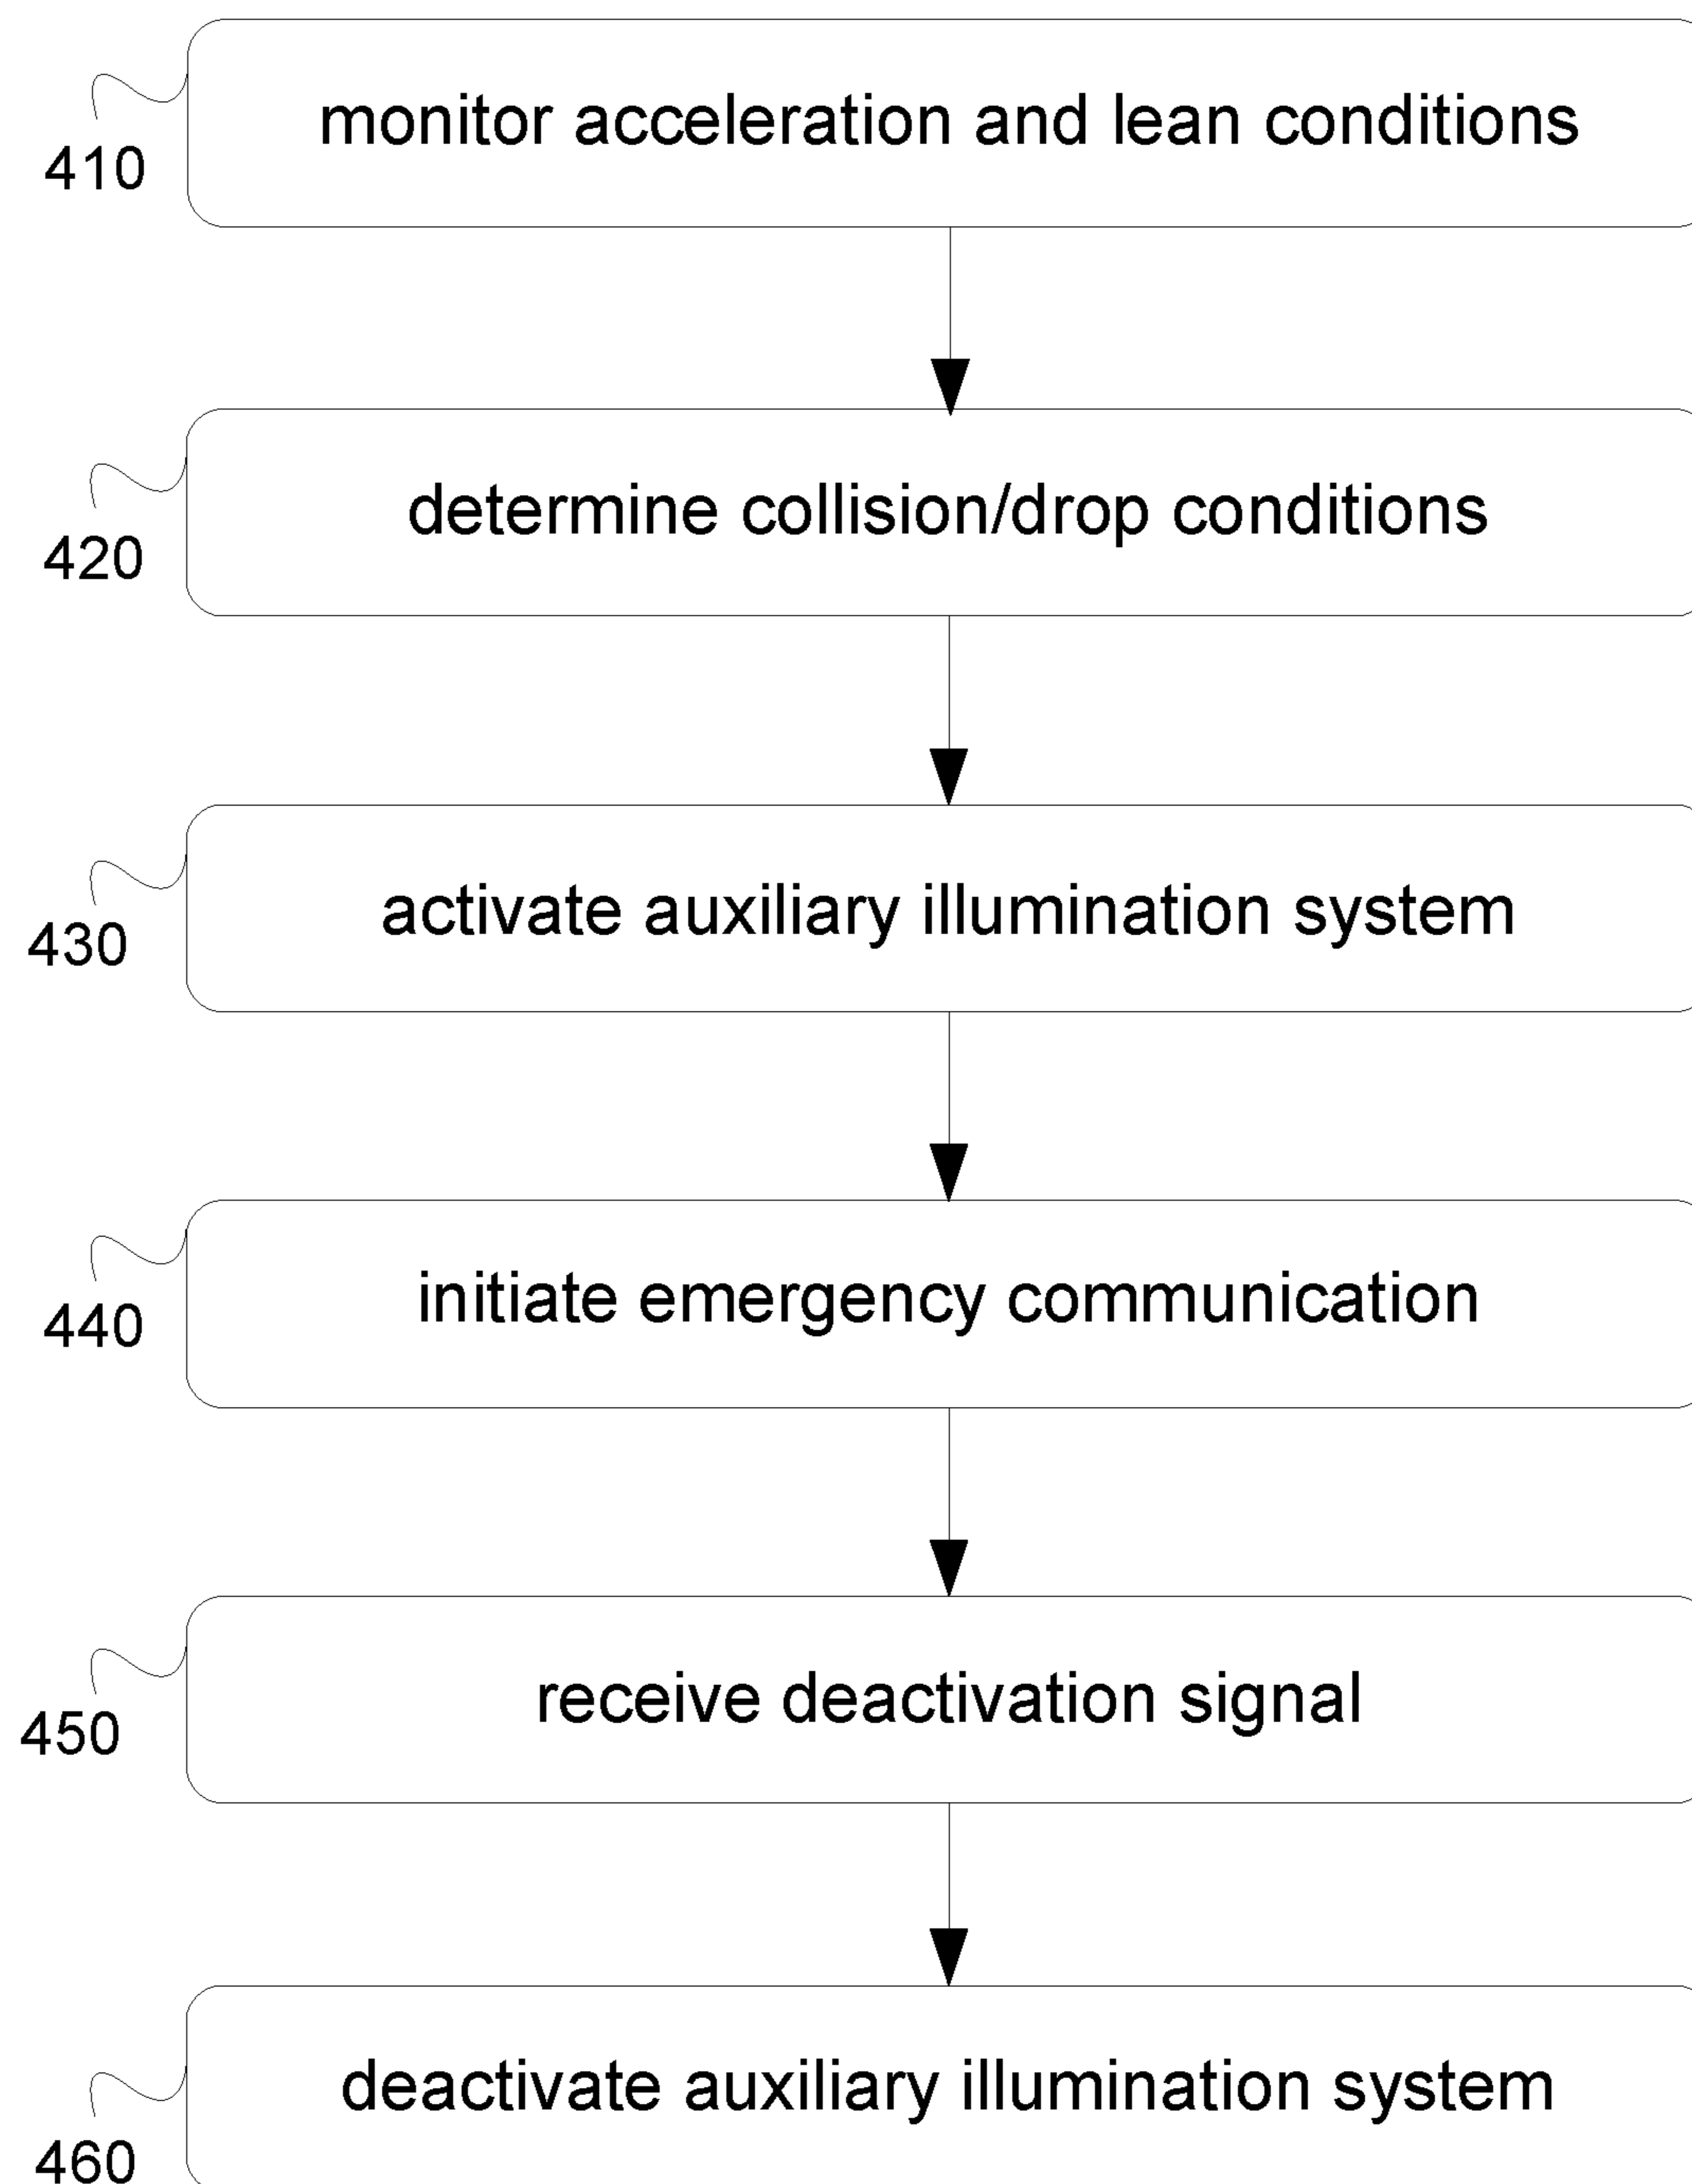 monitor acceleration and lean conditions
410
determine collision/drop conditions
420
activate auxiliary illumination system
430
initiate emergency communication
440
receive deactivation signal
450
deactivate auxiliary illumination system
460